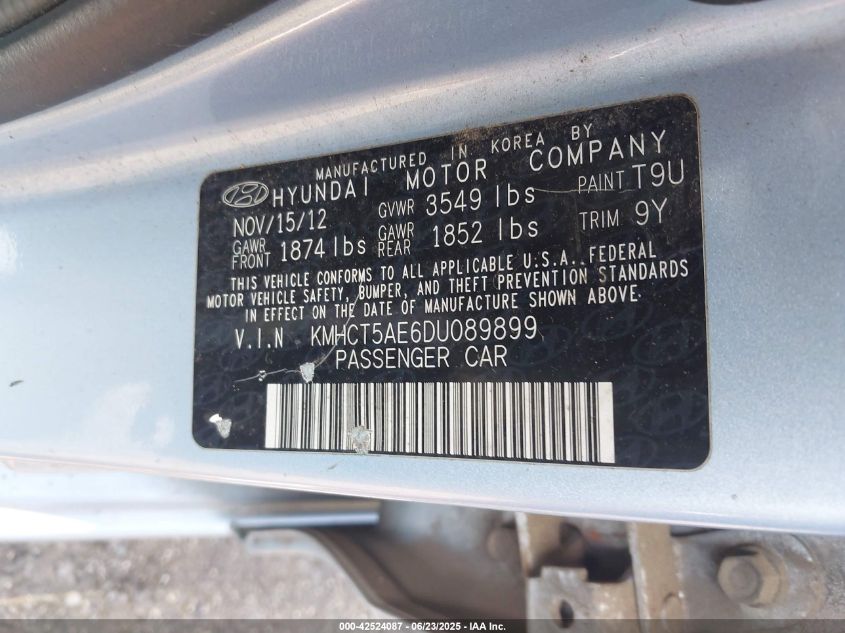 MANUFACTURED IN KOREA BY
HYUNDAI MOTOR COMPANY
NOV/15/12 GVWR 3549 lbs PAINT T9U
GAWR FRONT 1874 lbs GAWR REAR 1852 lbs TRIM 9Y
THIS VEHICLE CONFORMS TO ALL APPLICABLE U.S.A. FEDERAL
MOTOR VEHICLE SAFETY, BUMPER, AND THEFT PREVENTION STANDARDS
IN EFFECT ON THE DATE OF MANUFACTURE SHOWN ABOVE.
V.I.N KMHCT5AE6DU089899
PASSENGER CAR
000-42524087 - 06/23/2025 - IAA Inc.